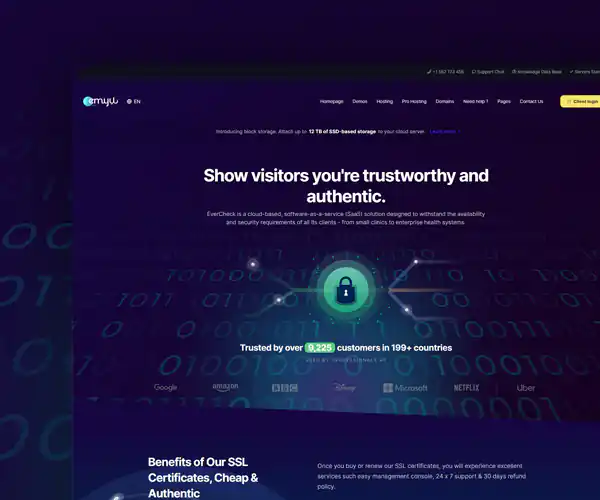 +1 987 774 455 Support Chat Knowledge Data Base Servers Stat
emyui EN Homepage Demos Hosting Pro Hosting Domains Need help ? Pages Contact Us Client login
Introducing block storage. Attach up to 12 TB of SSD-based storage to your cloud server. Learn more
Show visitors you're trustworthy and
authentic.
EverCheck is a cloud-based, software-as-a-service (SaaS) solution designed to withstand the availability
and security requirements of all its clients - from small clinics to enterprise health systems.
Trusted by over 9,225 customers in 199+ countries
USED BY PROFESSIONALS AT
Google amazon BBC Disney Microsoft NETFLIX Uber
Benefits of Our SSL
Certificates, Cheap &
Authentic
Once you buy or renew our SSL certificates, you will experience excellent
services such easy management console, 24 x 7 support & 30 days refund
policy.